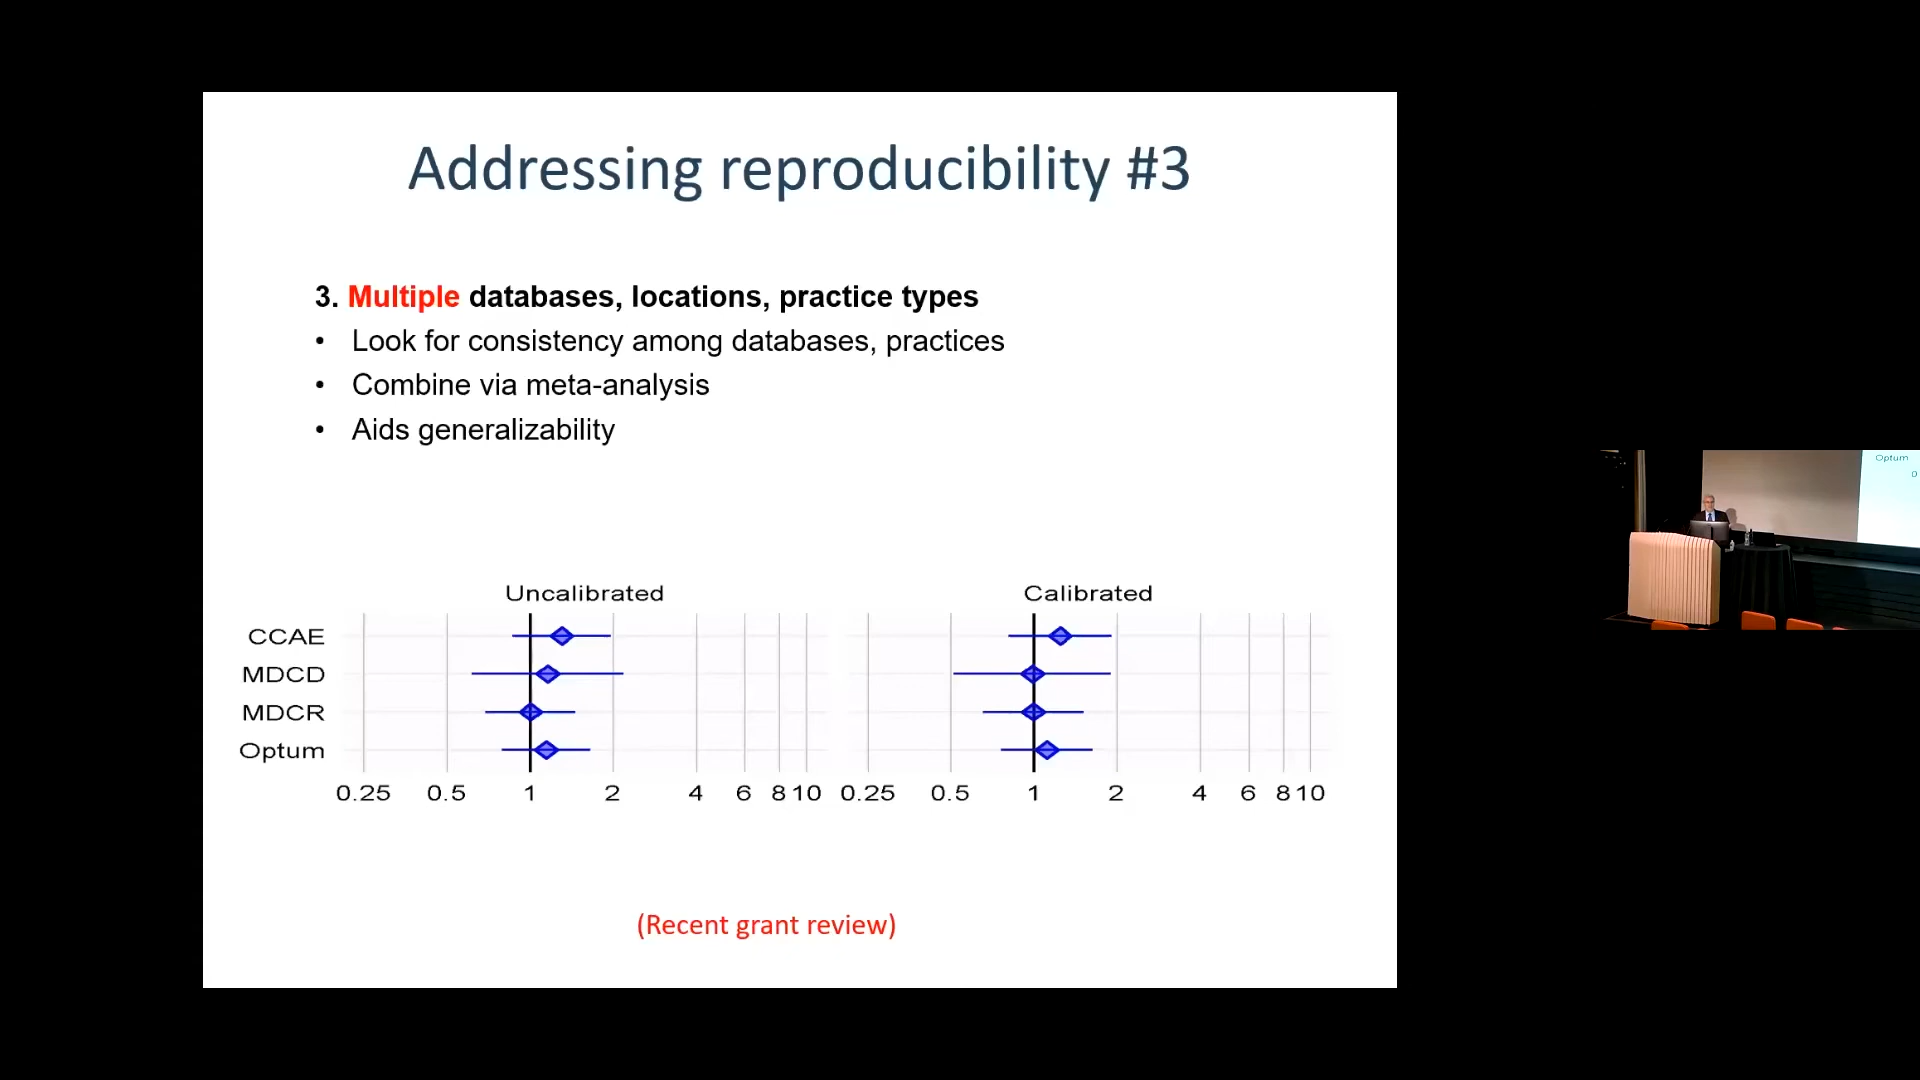 Addressing reproducibility #3
3. Multiple databases, locations, practice types
• Look for consistency among databases, practices
• Combine via meta-analysis
• Aids generalizability
Uncalibrated
Calibrated
CCAE
MDCD
MDCR
Optum
0.25 0.5 1 2 4 6 8 10
0.25 0.5 1 2 4 6 8 10
(Recent grant review)
Optum
0